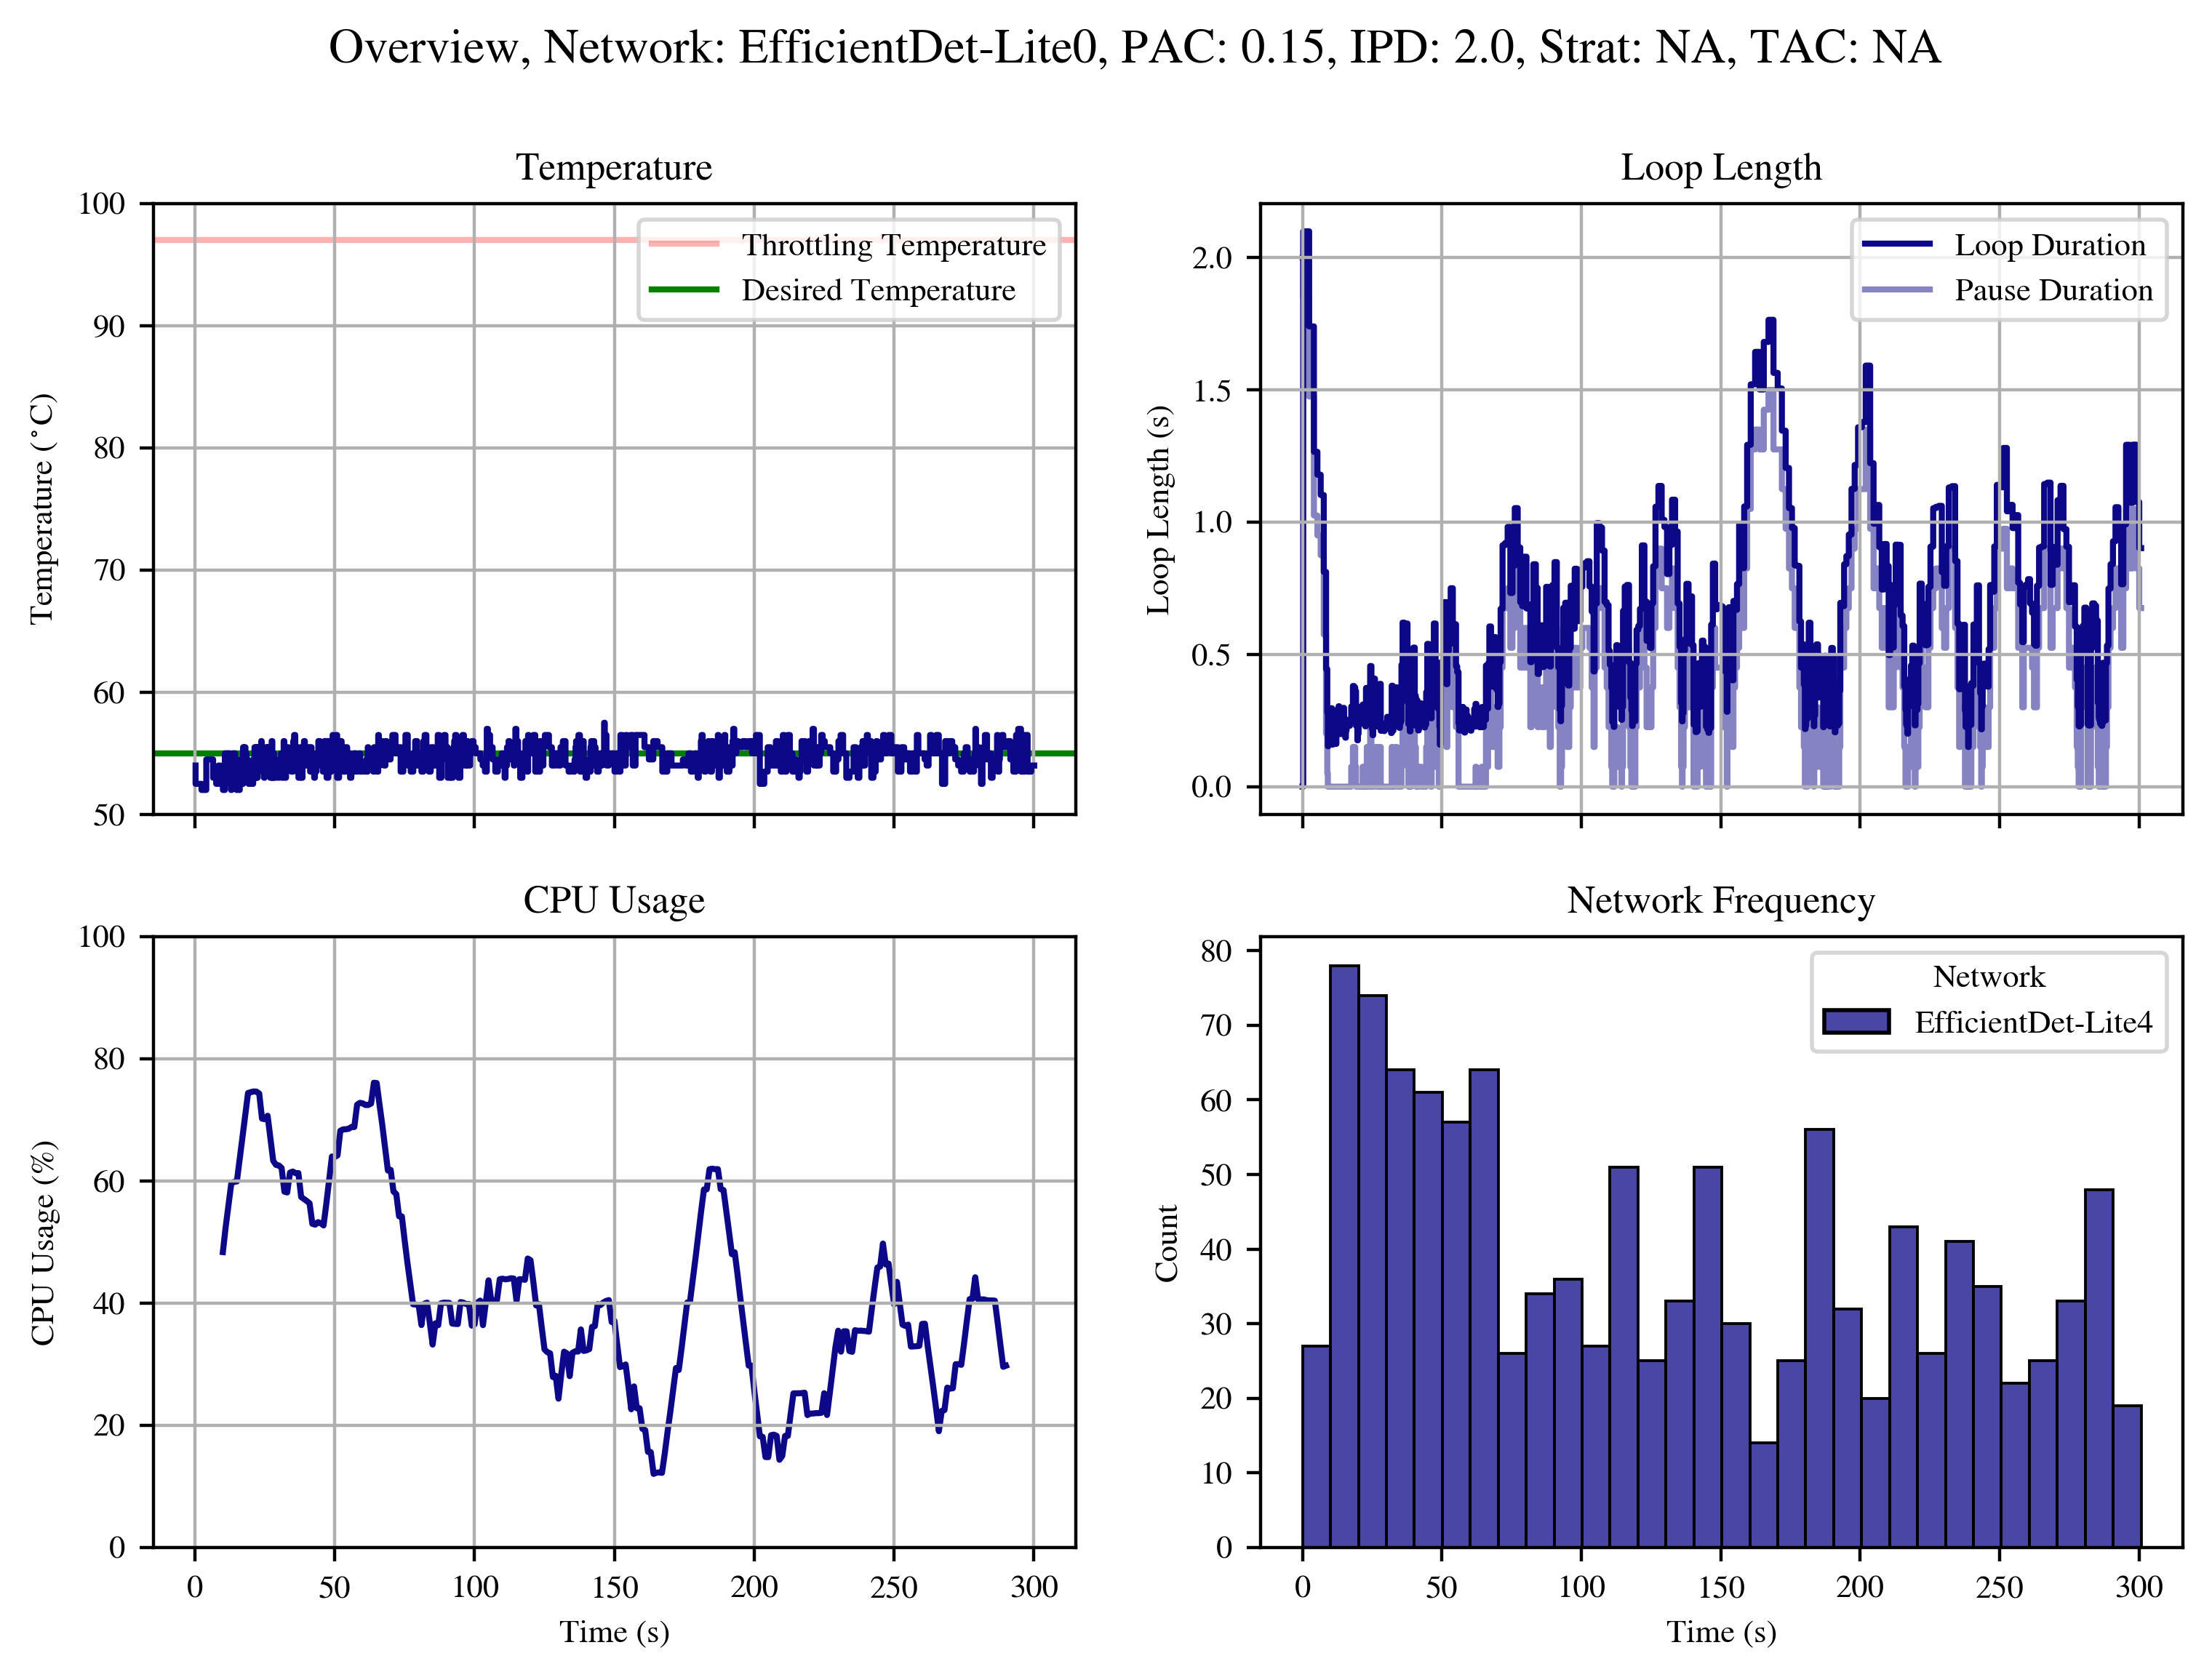 Overview, Network: EfficientDet-Lite0, PAC: 0.15, IPD: 2.0, Strat: NA, TAC: NA
Temperature
100
90
80
70
60
50
Temperature (°C)
Throttling Temperature
Desired Temperature
Loop Length
2.0
1.5
1.0
0.5
0.0
Loop Length (s)
Loop Duration
Pause Duration
CPU Usage
100
80
60
40
20
0
CPU Usage (%)
0 50 100 150 200 250 300
Time (s)
Network Frequency
80
70
60
50
40
30
20
10
0
Count
Network
EfficientDet-Lite4
0 50 100 150 200 250 300
Time (s)